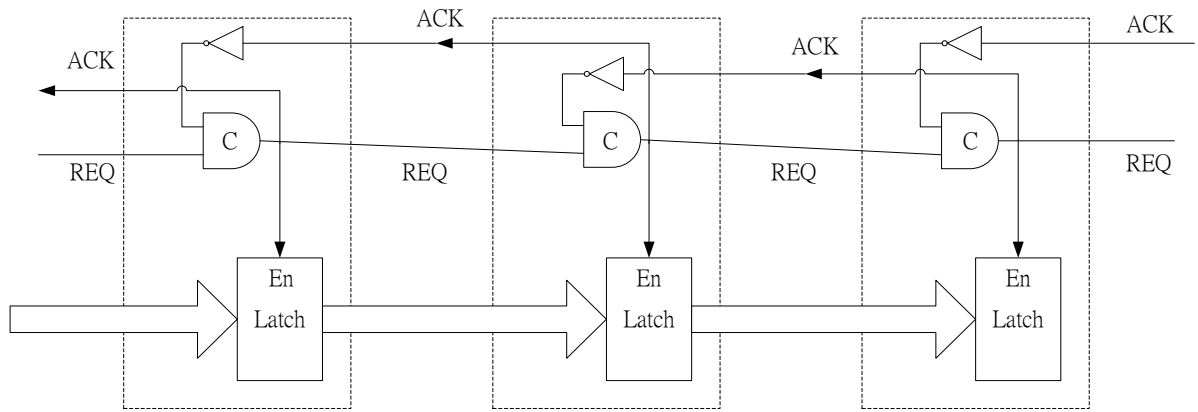 ACK
ACK
ACK
ACK
C
C
C
REQ
REQ
REQ
REQ
En
Latch
En
Latch
En
Latch